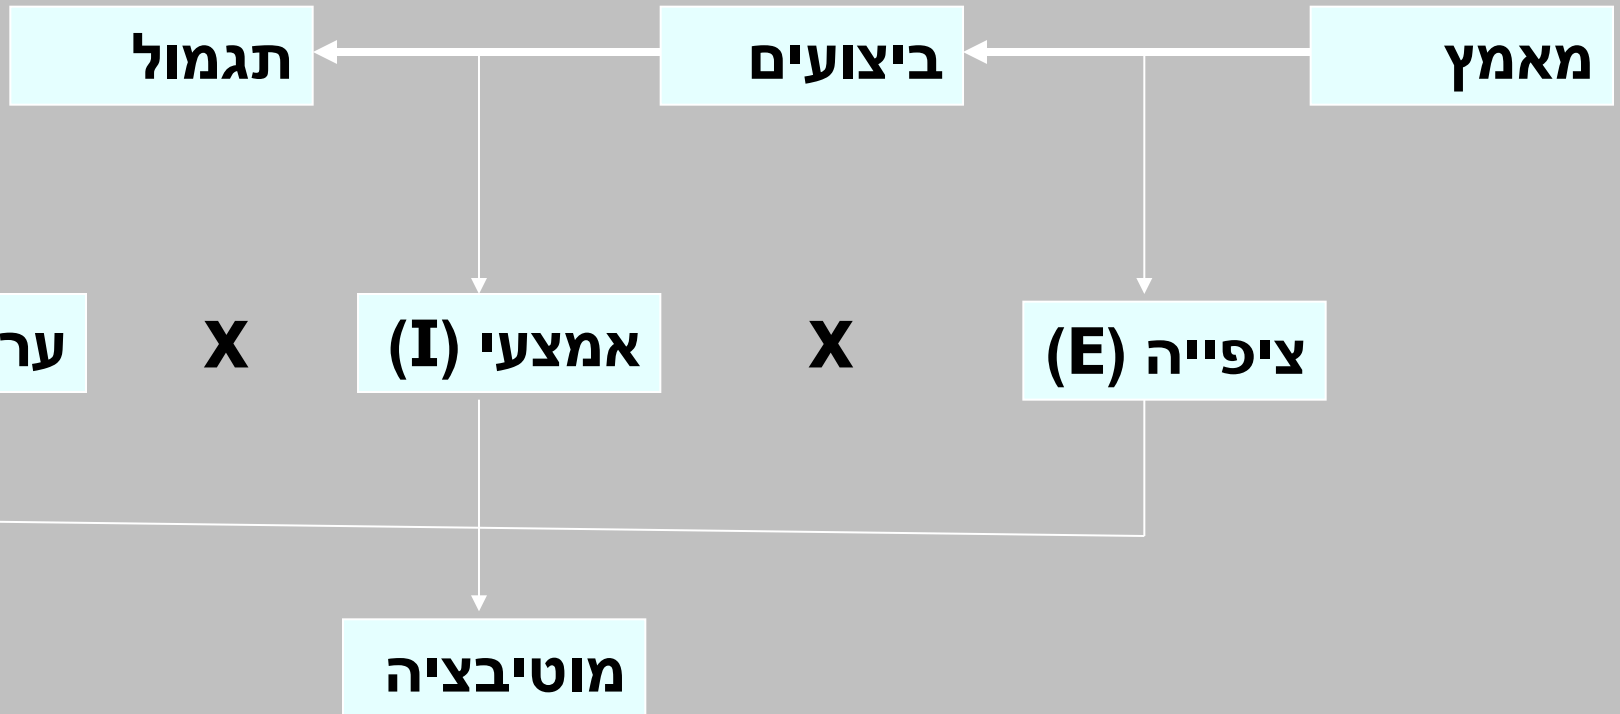 מאמץ
ביצועים
תגמול
ציפייה (E)
X
אמצעי (I)
X
מוטיבציה